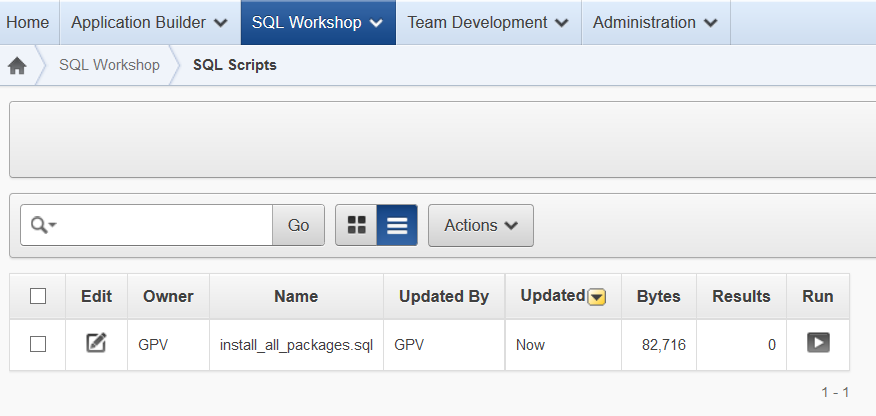 Home Application Builder SQL Workshop Team Development Administration
SQL Workshop SQL Scripts
Go Actions
Edit Owner Name Updated By Updated Bytes Results Run
GPV install_all_packages.sql GPV Now 82,716 0
1 - 1